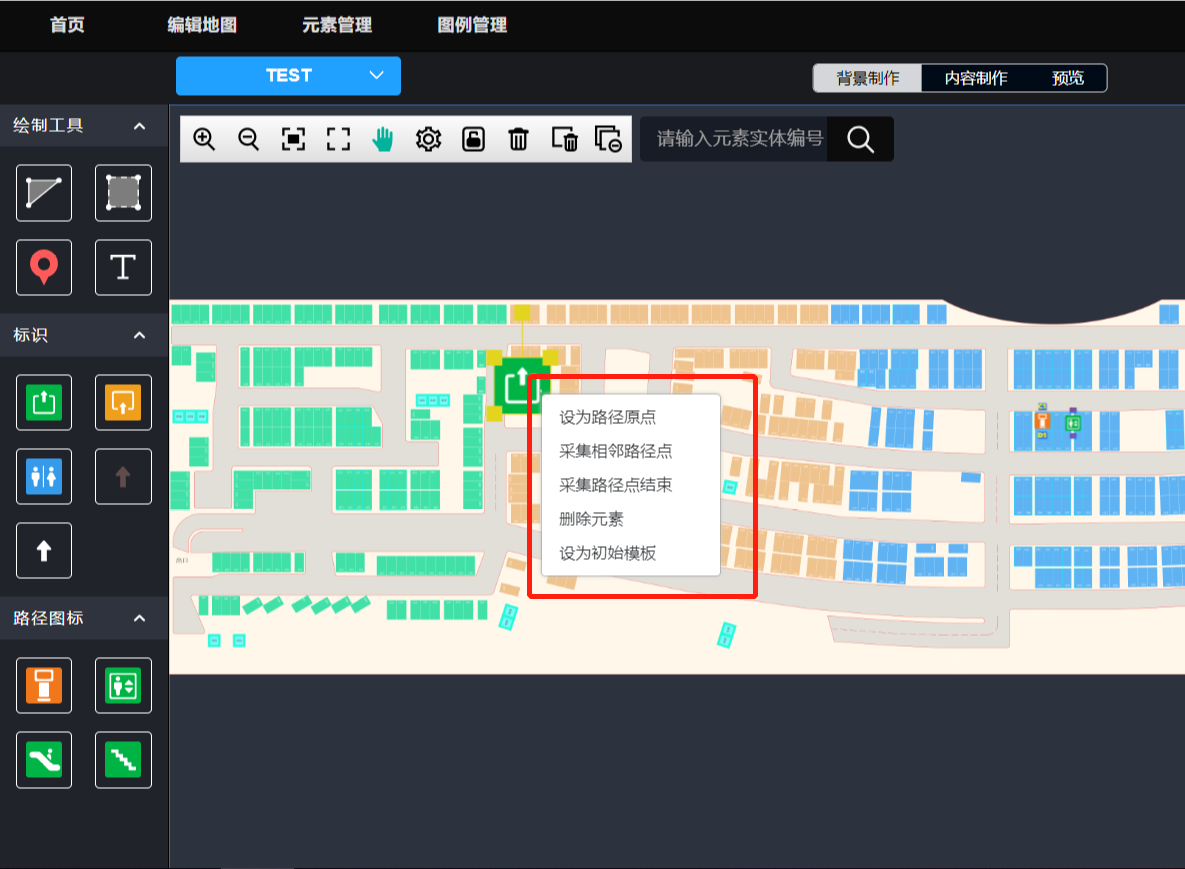 首页
编辑地图
元素管理
图例管理
TEST
背景制作
内容制作
预览
绘制工具
请输入元素实体编号
标识
设为路径原点
采集相邻路径点
采集路径点结束
删除元素
设为初始模板
路径图标